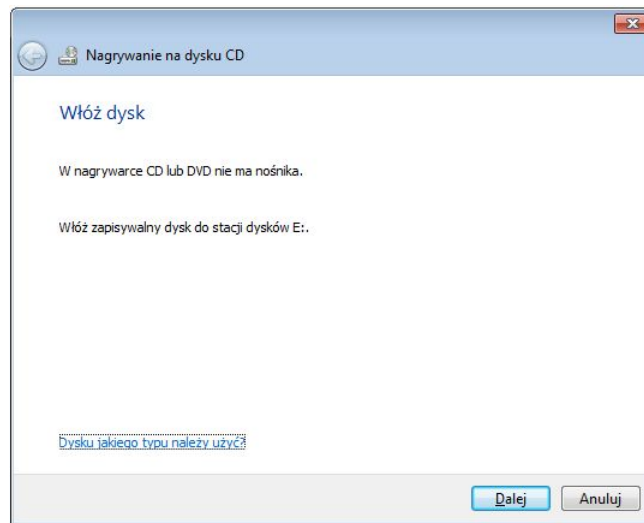 Nagrywanie na dysku CD
Włóż dysk
W nagrywarce CD lub DVD nie ma nośnika.
Włóż zapisywalny dysk do stacji dysków E:.
Dysku jakiego typu należy użyć?
Dalej
Anuluj